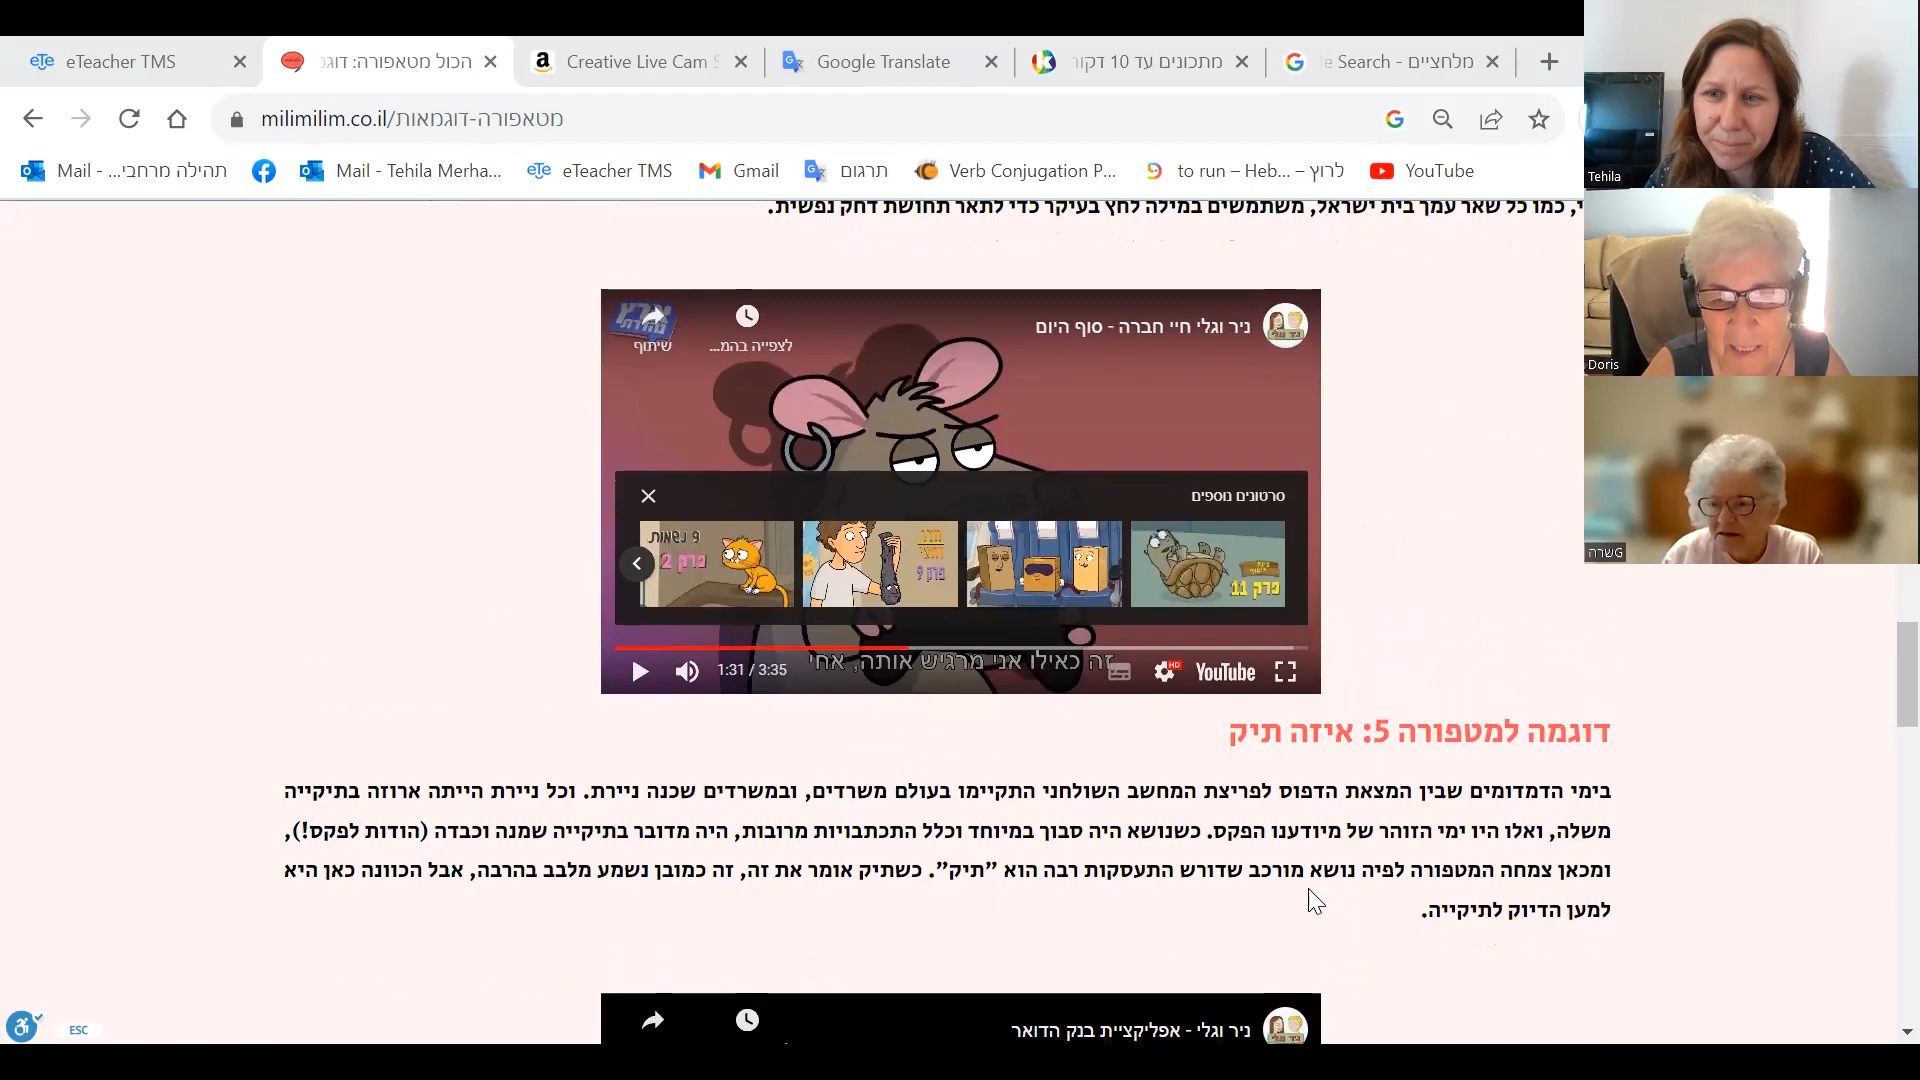 eTeacher TMS
הכול מטאפורה: דוגמ
Creative Live Cam S
Google Translate
מתכונים עד 10 דקור
מלחציים - e Search
milimilim.co.il/מטאפורה-דוגמאות
Mail - ...תהילה מרחבי
Mail - Tehila Merha...
eTeacher TMS
Gmail
תרגום
Verb Conjugation P...
to run – Heb... – לרוץ
YouTube
Tehila
Doris
שרהG
י, כמו כל שאר עמך בית ישראל, משתמשים במילה לחץ בעיקר כדי לתאר תחושת דחק נפשית.
ארץ
נהדרת
ניר וגלי חיי חברה - סוף היום
שיתוף
לצפייה בהמ...
סרטונים נוספים
9 נשמות
פרק 2
פרק 9
פרק 11
זה כאילו אני מרגיש אותה, אחי
1:31 / 3:35
HD
YouTube
דוגמה למטפורה 5: איזה תיק
בימי הדמדומים שבין המצאת הדפוס לפריצת המחשב השולחני התקיימו בעולם משרדים, ובמשרדים שכנה ניירת. וכל ניירת הייתה ארוזה בתיקייה
משלה, ואלו היו ימי הזוהר של מיודענו הפקס. כשנושא היה סבוך במיוחד וכלל התכתבויות מרובות, היה מדובר בתיקייה שמנה וכבדה (הודות לפקס!),
ומכאן צמחה המטפורה לפיה נושא מורכב שדורש התעסקות רבה הוא ”תיק”. כשתיק אומר את זה, זה כמובן נשמע מלבב בהרבה, אבל הכוונה כאן היא
למען הדיוק לתיקייה.
ניר וגלי - אפליקציית בנק הדואר
ESC